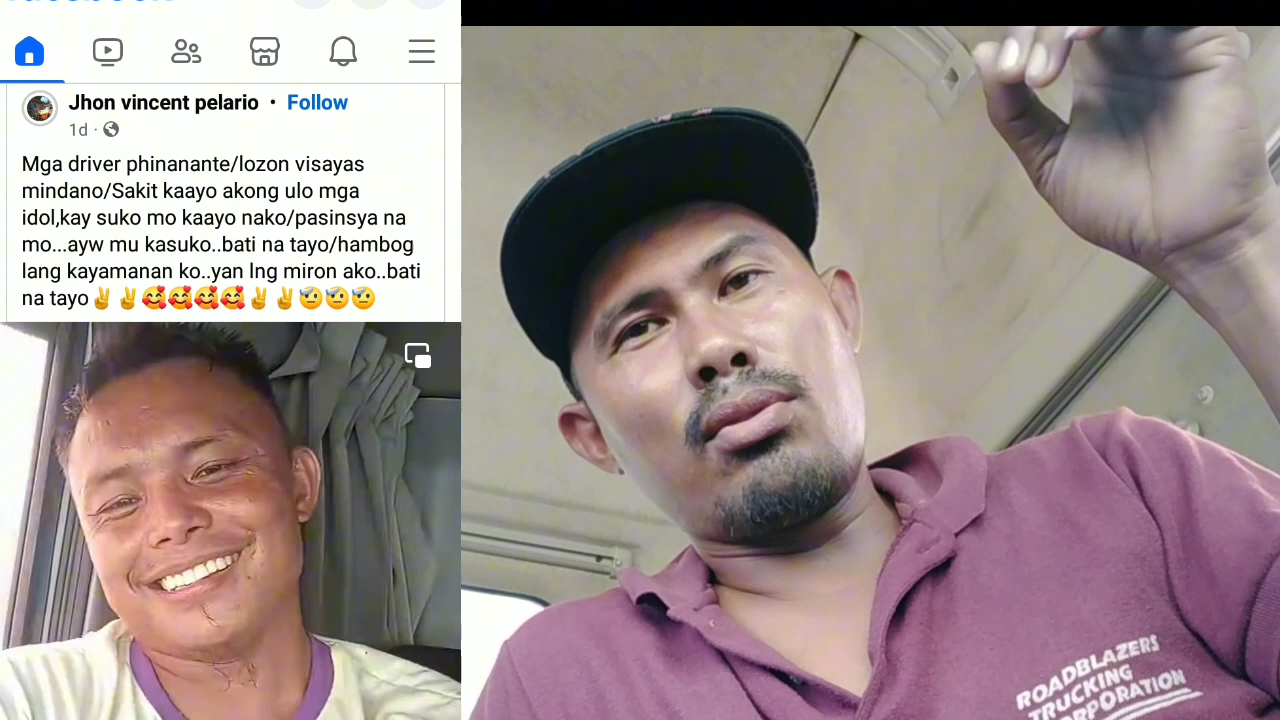 Jhon vincent pelario • Follow
1d ·
Mga driver phinanante/lozon visayas
mindano/Sakit kaayo akong ulo mga
idol,kay suko mo kaayo nako/pasinsya na
mo...ayw mu kasuko..bati na tayo/hambog
lang kayamanan ko..yan lng miron ako..bati
na tayo✌️✌️🥰🥰🥰🥰✌️✌️🤕🤕🤕
ROADBLAZERS
TRUCKING